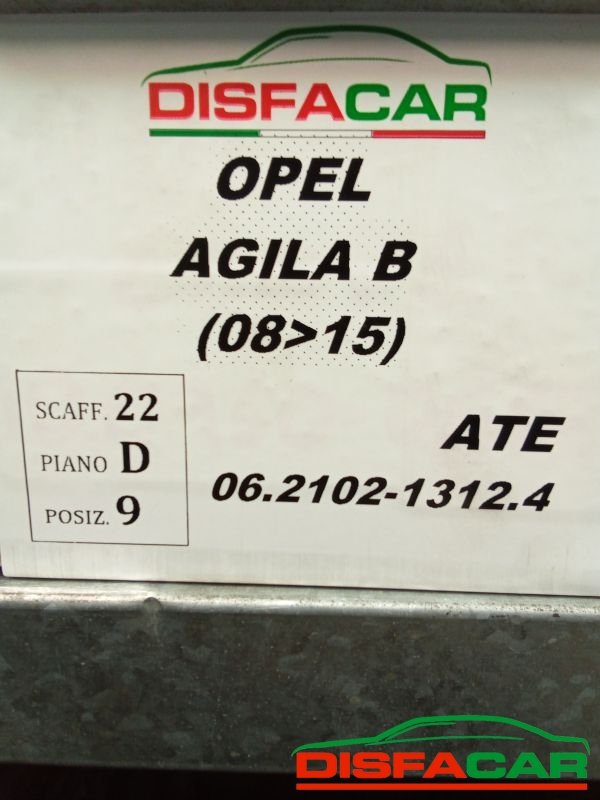 DISFACAR
OPEL
AGILA B
(08>15)
SCAFF. 22
PIANO D
POSIZ. 9
ATE
06.2102-1312.4
DISFACAR